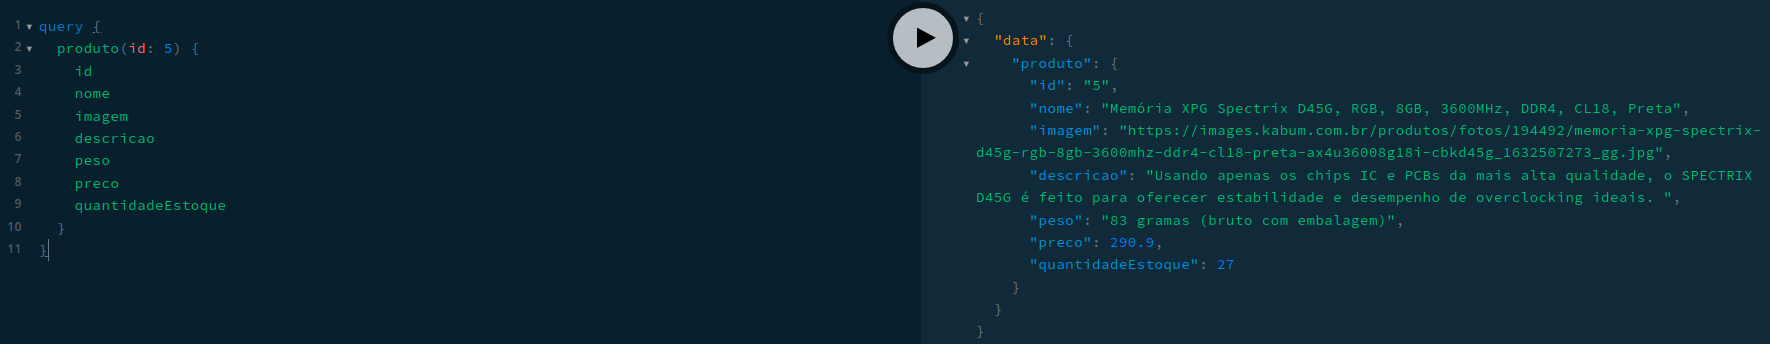 1 query {
2 produto(id: 5) {
3 id
4 nome
5 imagem
6 descricao
7 peso
8 preco
9 quantidadeEstoque
10 }
11 }
{
"data": {
"produto": {
"id": "5",
"nome": "Memória XPG Spectrix D45G, RGB, 8GB, 3600MHz, DDR4, CL18, Preta",
"imagem": "https://images.kabum.com.br/produtos/fotos/194492/memoria-xpg-spectrix-
d45g-rgb-8gb-3600mhz-ddr4-cl18-preta-ax4u36008g18i-cbkd45g_1632507273_gg.jpg",
"descricao": "Usando apenas os chips IC e PCBs da mais alta qualidade, o SPECTRIX
D45G é feito para oferecer estabilidade e desempenho de overclocking ideais. ",
"peso": "83 gramas (bruto com embalagem)",
"preco": 290.9,
"quantidadeEstoque": 27
}
}
}